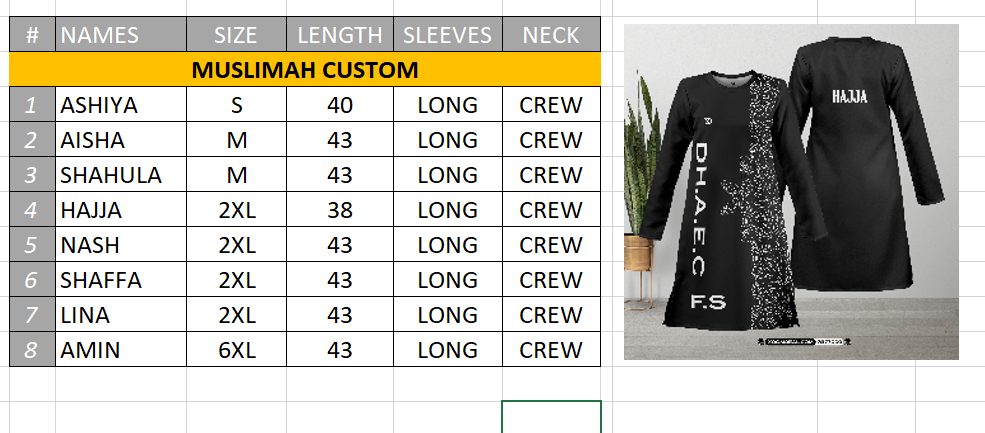 # NAMES SIZE LENGTH SLEEVES NECK
MUSLIMAH CUSTOM
1 ASHIYA S 40 LONG CREW
2 AISHA M 43 LONG CREW
3 SHAHULA M 43 LONG CREW
4 HAJJA 2XL 38 LONG CREW
5 NASH 2XL 43 LONG CREW
6 SHAFFA 2XL 43 LONG CREW
7 LINA 2XL 43 LONG CREW
8 AMIN 6XL 43 LONG CREW
HAJJA
DH.A.E.C
F.S